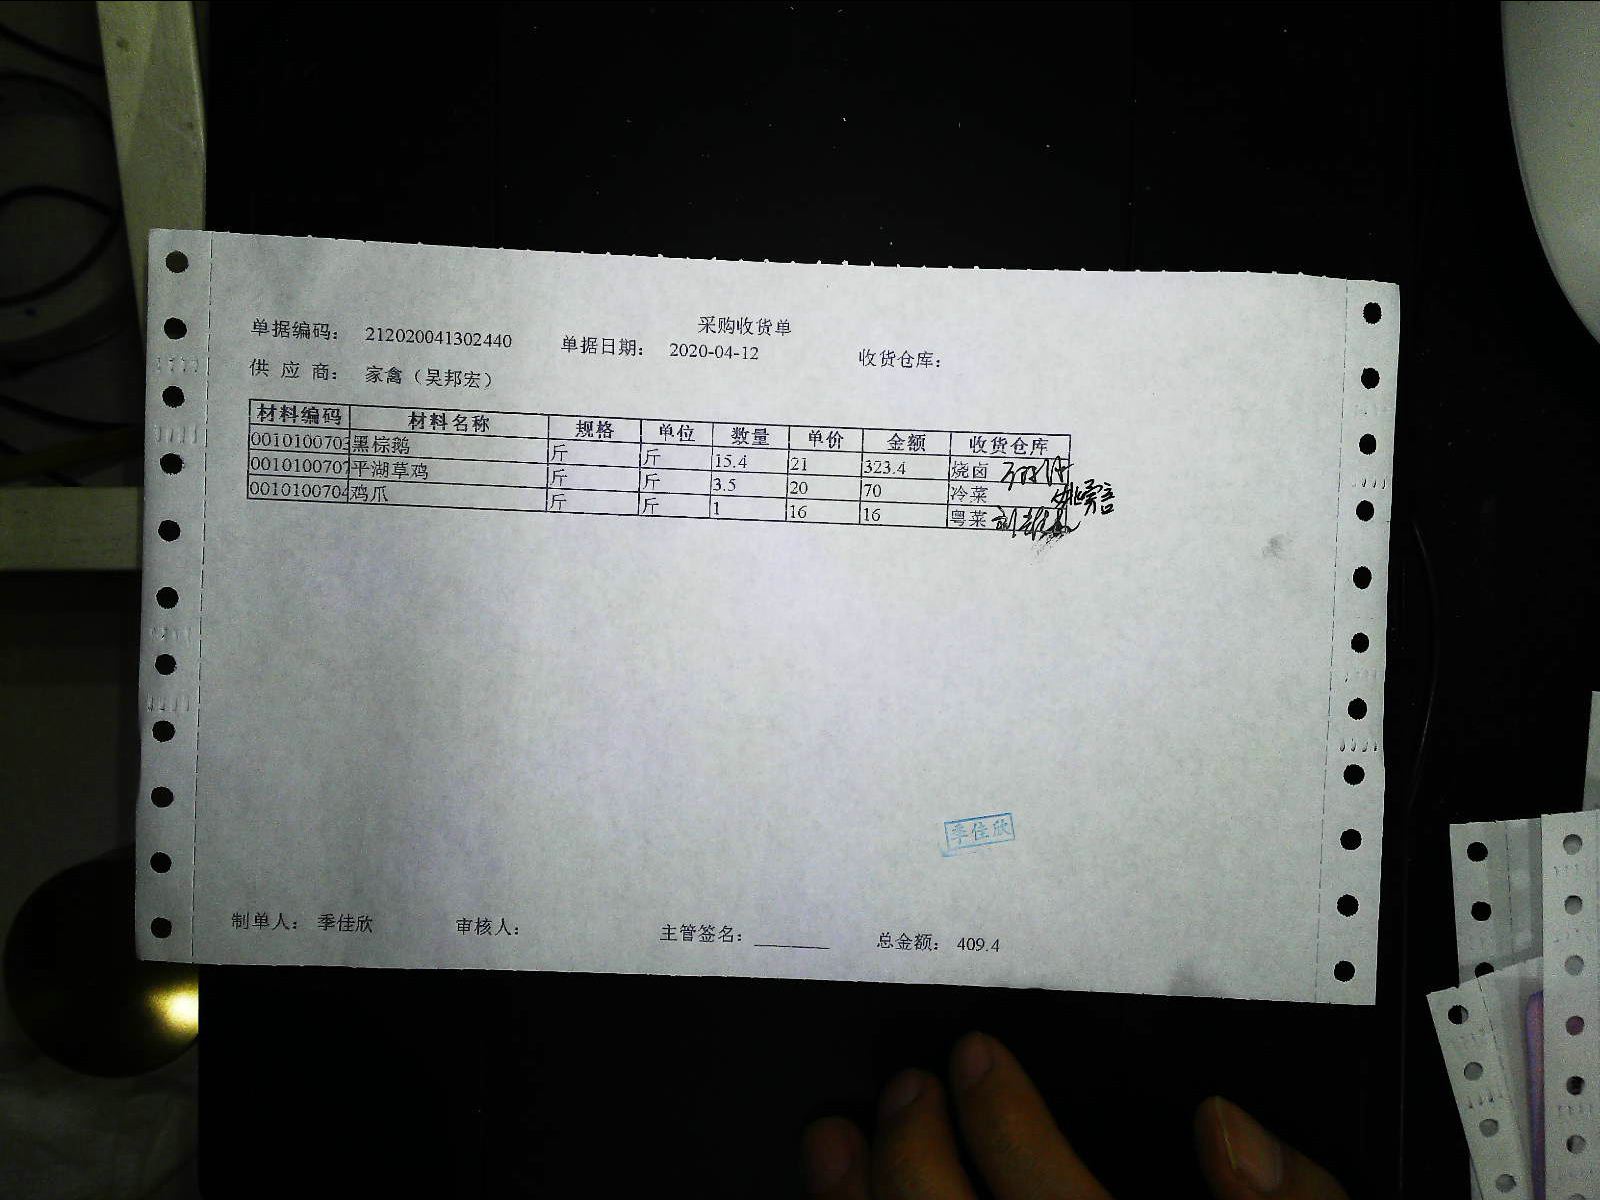 采购收货单
单据编码: 212020041302440 单据日期: 2020-04-12 收货仓库:
供 应 商: 家禽（吴邦宏）
材料编码 材料名称 规格 单位 数量 单价 金额 收货仓库
0010100703 黑棕鹅 斤 斤 15.4 21 323.4 烧卤
0010100707 平湖草鸡 斤 斤 3.5 20 70 冷菜
0010100704 鸡爪 斤 斤 1 16 16 粤菜
季佳欣
制单人: 季佳欣 审核人: 主管签名: 总金额: 409.4